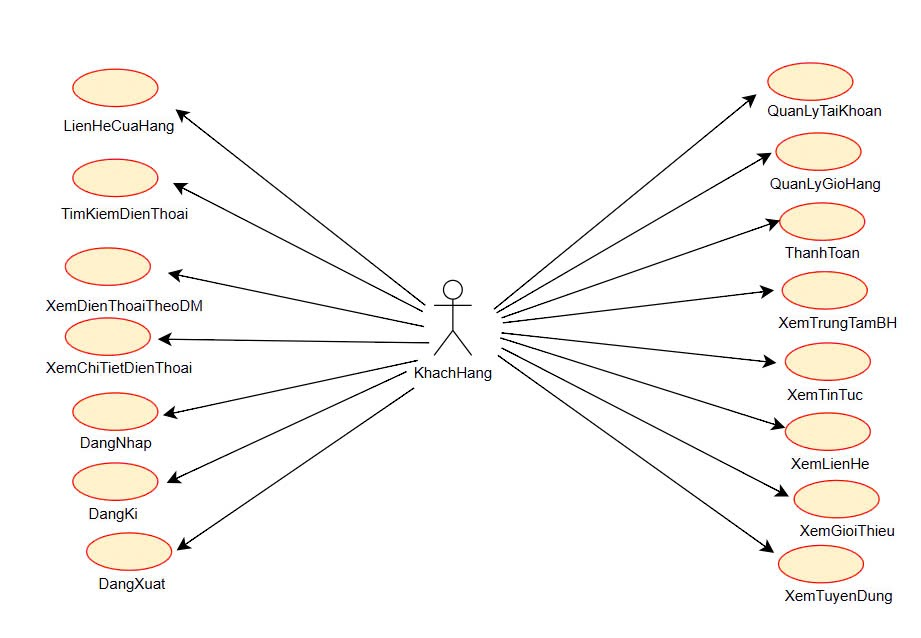 LienHeCuaHang
TimKiemDienThoai
XemDienThoaiTheoDM
XemChiTietDienThoai
DangNhap
DangKi
DangXuat
KhachHang
QuanLyTaiKhoan
QuanLyGioHang
ThanhToan
XemTrungTamBH
XemTinTuc
XemLienHe
XemGioiThieu
XemTuyenDung